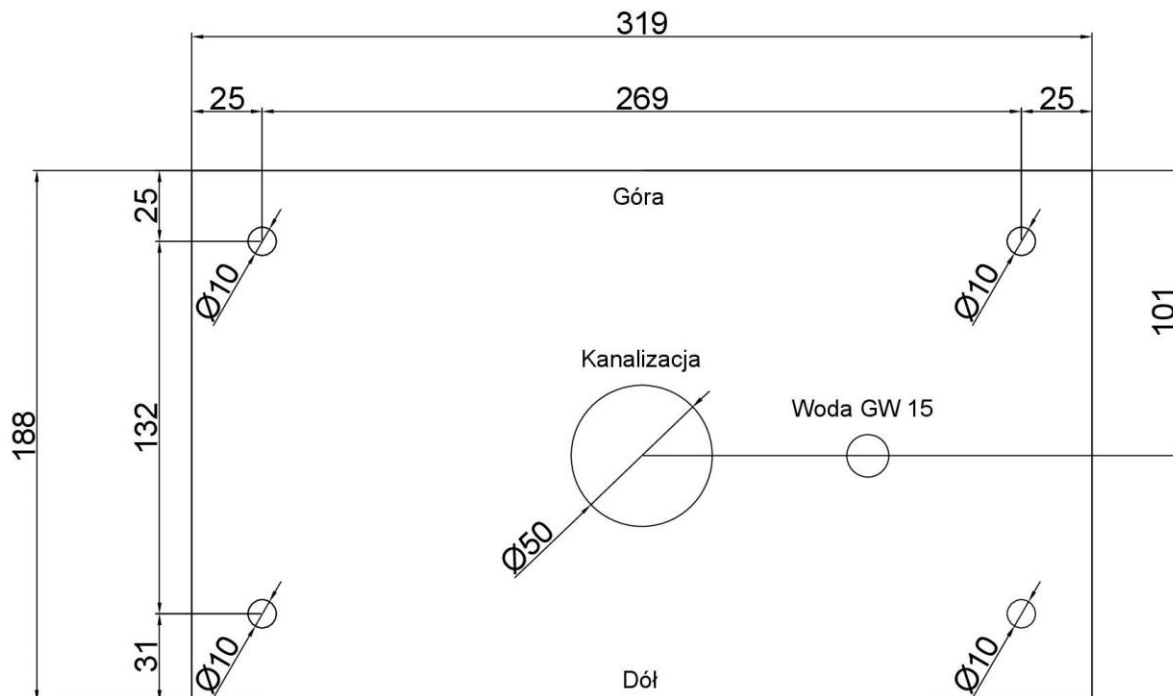 319
25 269 25
Góra
25
Ø10
Ø10
101
Kanalizacja
Woda GW 15
188
132
Ø50
31
Ø10
Ø10
Dół